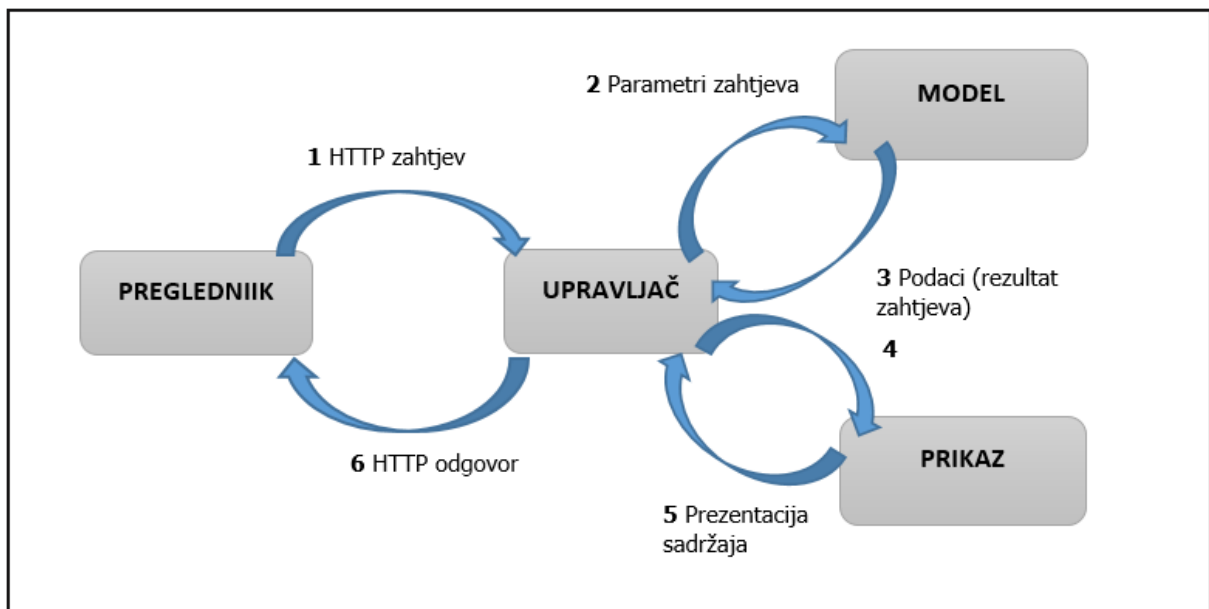 2 Parametri zahtjeva
MODEL
1 HTTP zahtjev
PREGLEDNIIK
UPRAVLJAČ
3 Podaci (rezultat
zahtjeva)
4
PRIKAZ
6 HTTP odgovor
5 Prezentacija
sadržaja